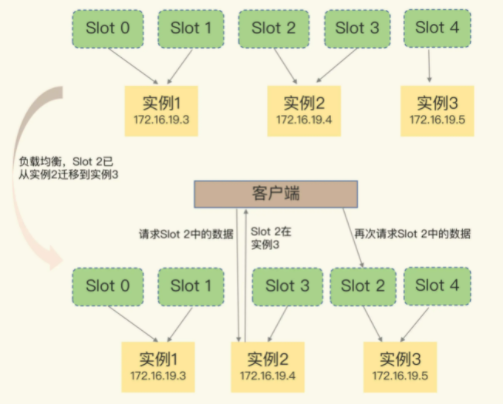 Slot 0
Slot 1
Slot 2
Slot 3
Slot 4
实例1
172.16.19.3
实例2
172.16.19.4
实例3
172.16.19.5
负载均衡，Slot 2已
从实例2迁移到实例3
客户端
请求Slot 2中的数据
Slot 2在
实例3
再次请求Slot 2中的数据
Slot 0
Slot 1
Slot 3
Slot 2
Slot 4
实例1
172.16.19.3
实例2
172.16.19.4
实例3
172.16.19.5